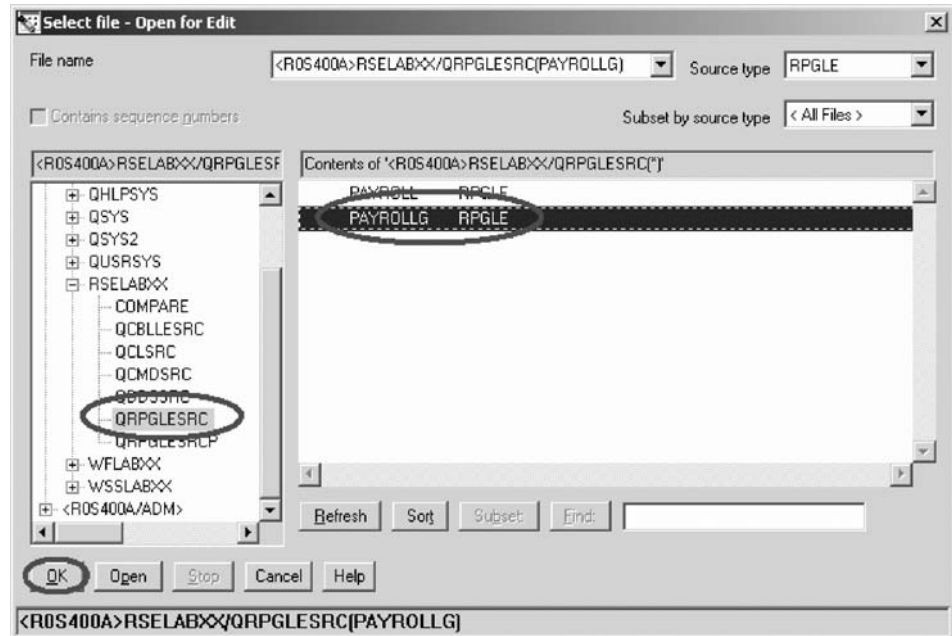 Select file - Open for Edit
File name
<R0S400A>RSELABXX/QRPGLESRC(PAYROLLG)
Source type
RPGLE
Contains sequence numbers
Subset by source type
< All Files >
<R0S400A>RSELABXX/QRPGLESF
QHLPSYS
QSYS
QSYS2
QUSRSYS
RSELABXX
COMPARE
QCBLLESRC
QCLSRC
QCMDSRC
QDDSSRC
QRPGLESRC
QRPGLESRCP
WFLABXX
WSSLABXX
<R0S400A/ADM>
Contents of '<R0S400A>RSELABXX/QRPGLESRC(*)'
PAYROLL RPGLE
PAYROLLG RPGLE
Refresh Sort Subset Find:
OK Open Stop Cancel Help
<R0S400A>RSELABXX/QRPGLESRC(PAYROLLG)